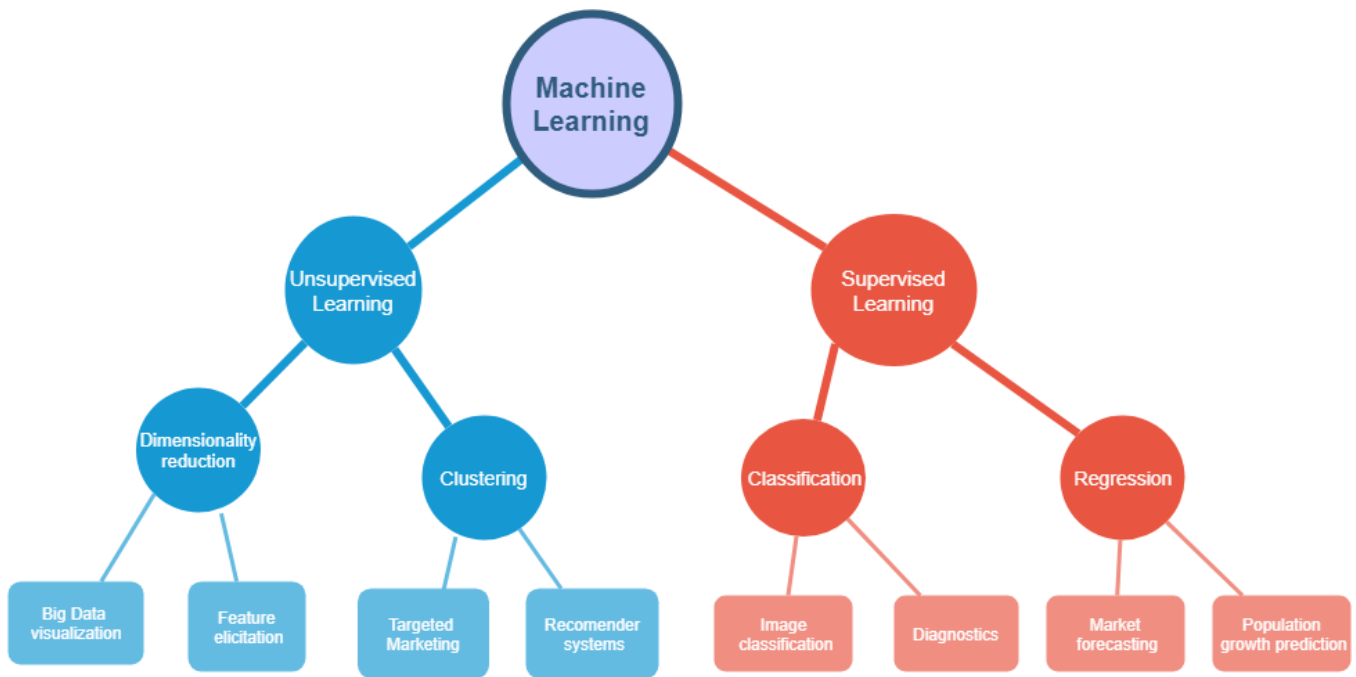 Machine
Learning
Unsupervised
Learning
Supervised
Learning
Dimensionality
reduction
Clustering
Classification
Regression
Big Data
visualization
Feature
elicitation
Targeted
Marketing
Recomender
systems
Image
classification
Diagnostics
Market
forecasting
Population
growth prediction